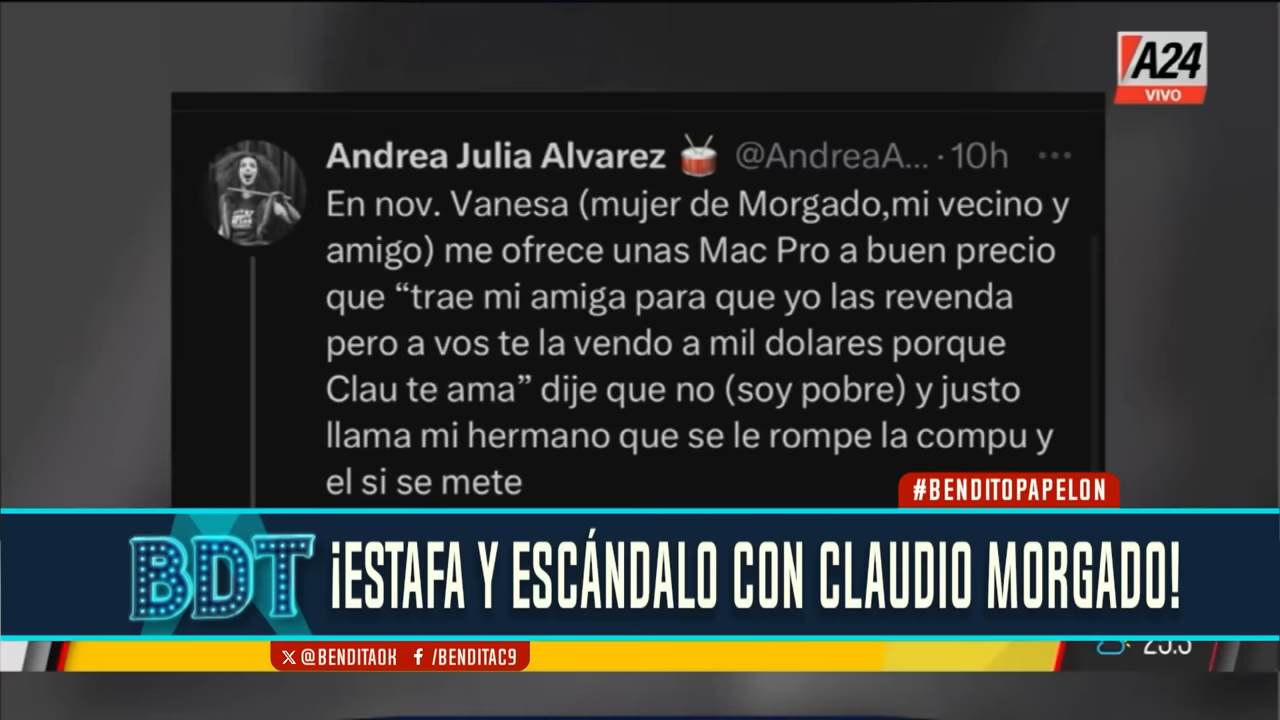 A24
VIVO
Andrea Julia Alvarez 🥁 @AndreaA... · 10h
En nov. Vanesa (mujer de Morgado,mi vecino y
amigo) me ofrece unas Mac Pro a buen precio
que “trae mi amiga para que yo las revenda
pero a vos te la vendo a mil dolares porque
Clau te ama” dije que no (soy pobre) y justo
llama mi hermano que se le rompe la compu y
el si se mete
#BENDITOPAPELON
BDT ¡ESTAFA Y ESCÁNDALO CON CLAUDIO MORGADO!
X @BENDITAOK f /BENDITAC9